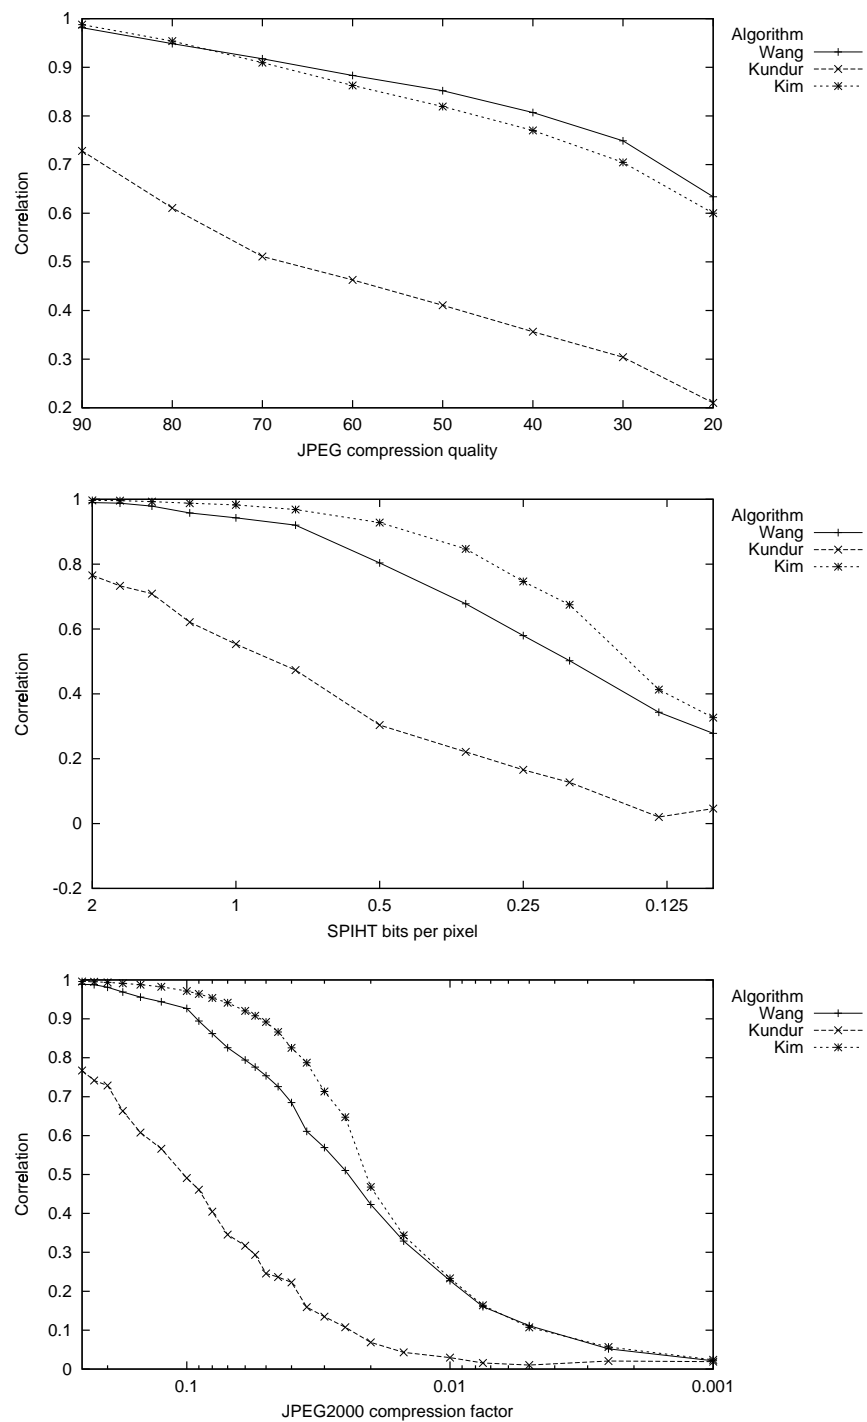 1
0.9
0.8
0.7
0.6
0.5
0.4
0.3
0.2
90 80 70 60 50 40 30 20
Correlation
JPEG compression quality
Algorithm
Wang
Kundur
Kim
1
0.8
0.6
0.4
0.2
0
-0.2
2 1 0.5 0.25 0.125
Correlation
SPIHT bits per pixel
Algorithm
Wang
Kundur
Kim
1
0.9
0.8
0.7
0.6
0.5
0.4
0.3
0.2
0.1
0
0.1 0.01 0.001
Correlation
JPEG2000 compression factor
Algorithm
Wang
Kundur
Kim